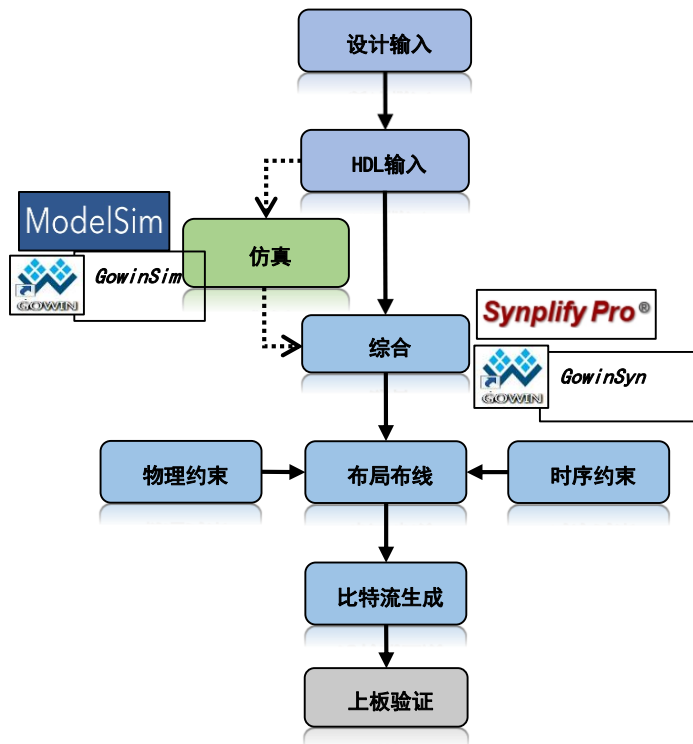 设计输入
HDL输入
ModelSim
仿真
GowinSim
GOWIN
Synplify Pro®
综合
GowinSyn
GOWIN
物理约束
布局布线
时序约束
比特流生成
上板验证